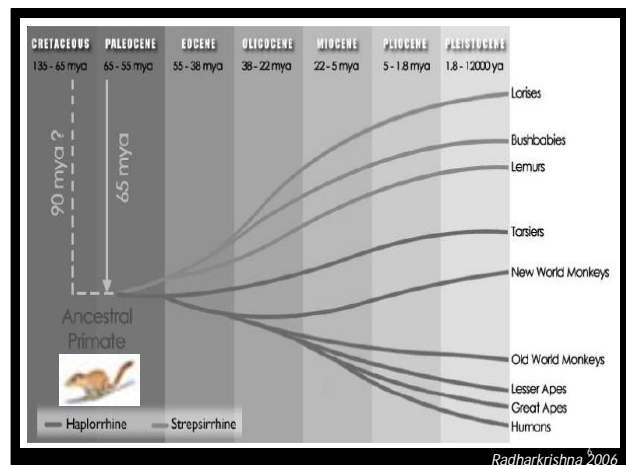 CRETACEOUS PALEOCENE EOCENE OLIGOCENE MIOCENE PLIOCENE PLEISTOCENE
135 - 65 mya 65 - 55 mya 55 - 38 mya 38 - 22 mya 22 - 5 mya 5 - 1.8 mya 1.8 - 12000 ya
90 mya ?
65 mya
Lorises
Bushbabies
Lemurs
Tarsiers
New World Monkeys
Ancestral
Primate
Old World Monkeys
Lesser Apes
Great Apes
Humans
Haplorrhine Strepsirrhine
Radharkrishna 2006